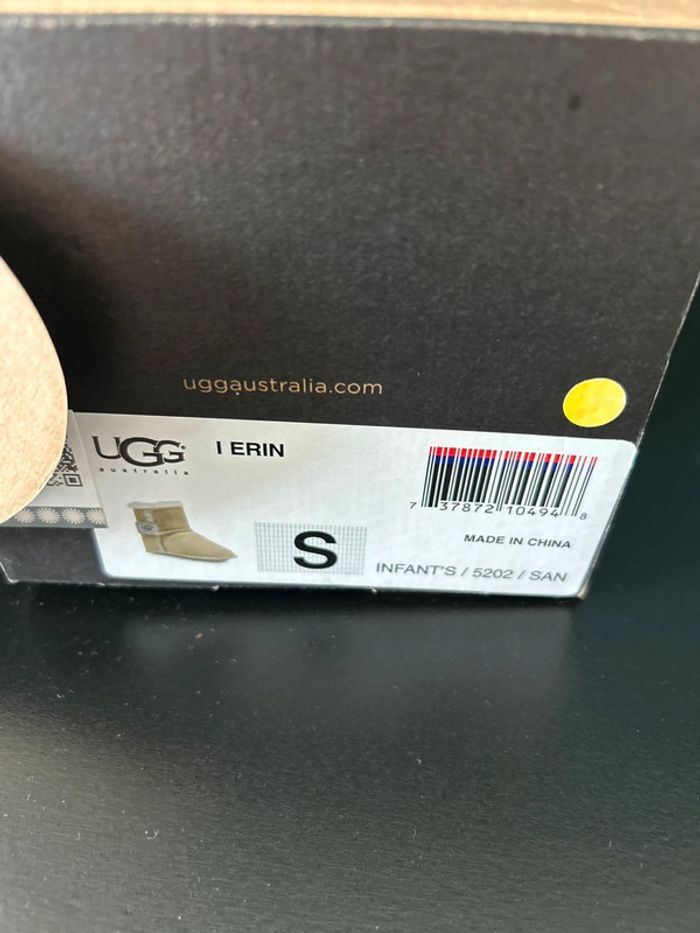 uggaustralia.com
UGG
australia
I ERIN
7 37872 10494 8
MADE IN CHINA
S
INFANT'S / 5202 / SAN